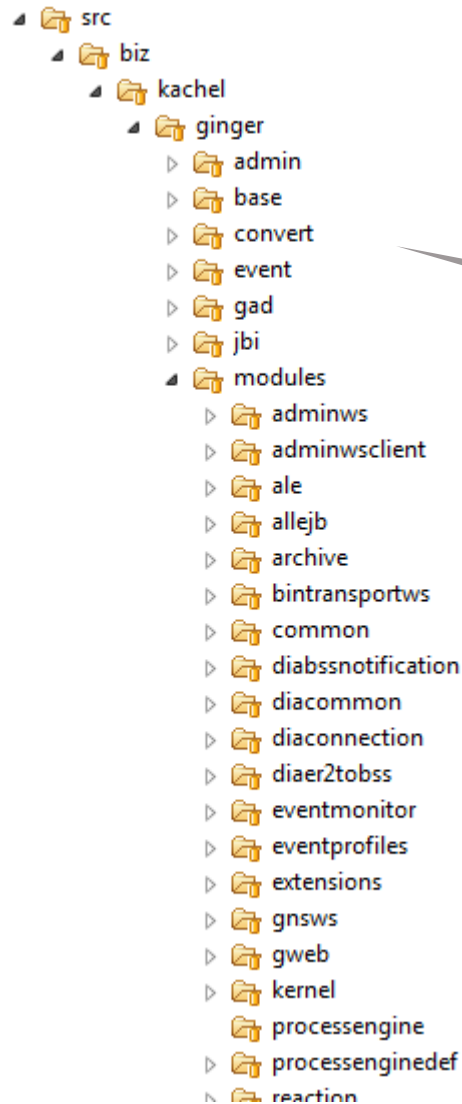 src
biz
kachel
ginger
admin
base
convert
event
gad
jbi
modules
adminws
adminwsclient
ale
allejb
archive
bintransportws
common
diabssnotification
diacommon
diaconnection
diaer2tobss
eventmonitor
eventprofiles
extensions
gnsws
gweb
kernel
processengine
processenginedef
reaction